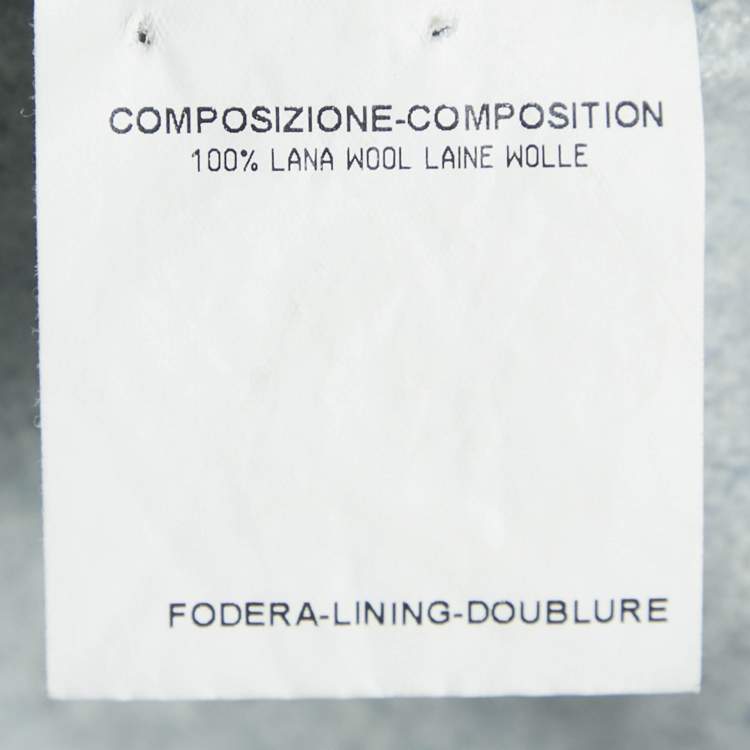 COMPOSIZIONE-COMPOSITION
100% LANA WOOL LAINE WOLLE
FODERA-LINING-DOUBLURE